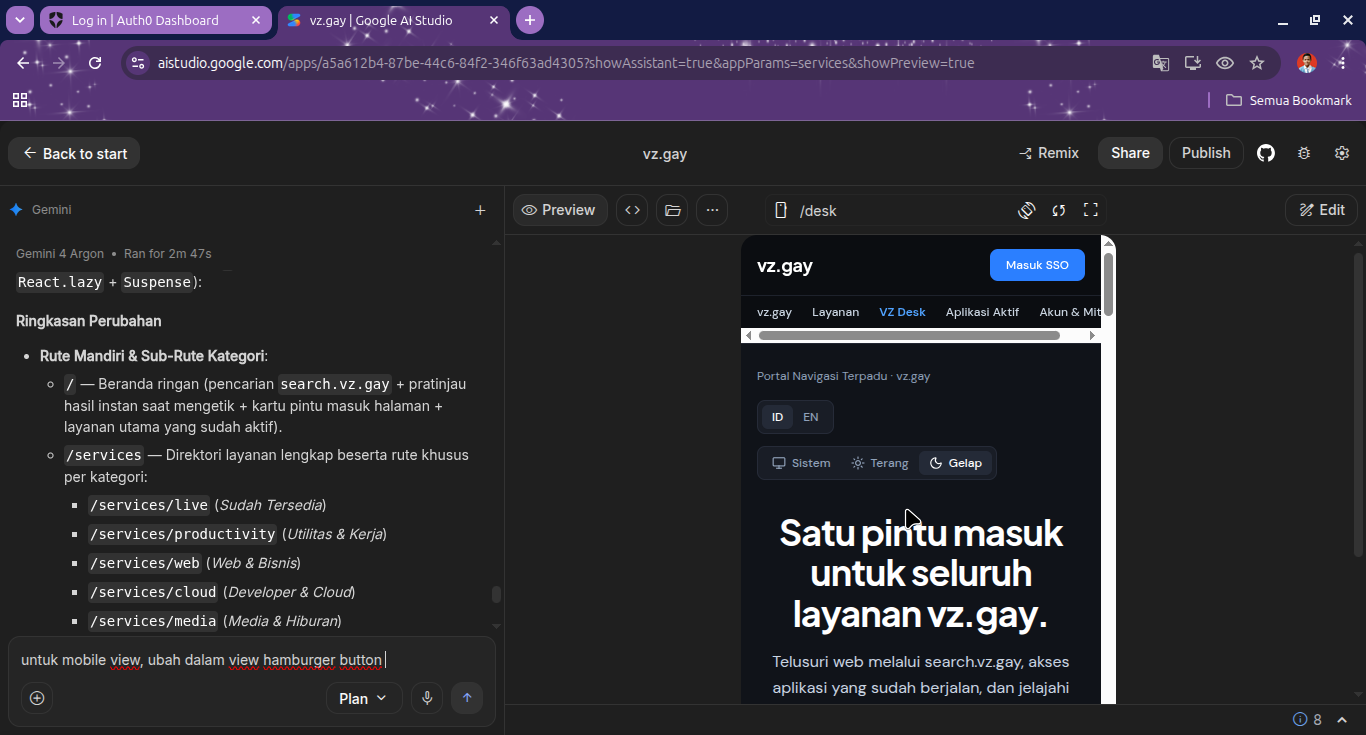 Log in | Auth0 Dashboard
vz.gay | Google AI Studio
aistudio.google.com/apps/a5a612b4-87be-44c6-84f2-346f63ad4305?showAssistant=true&appParams=services&showPreview=true
Semua Bookmark
Back to start
vz.gay
Remix
Share
Publish
Gemini
Gemini 4 Argon • Ran for 2m 47s
React.lazy + Suspense):
Ringkasan Perubahan
Rute Mandiri & Sub-Rute Kategori:
/ — Beranda ringan (pencarian search.vz.gay + pratinjau
hasil instan saat mengetik + kartu pintu masuk halaman +
layanan utama yang sudah aktif).
/services — Direktori layanan lengkap beserta rute khusus
per kategori:
/services/live (Sudah Tersedia)
/services/productivity (Utilitas & Kerja)
/services/web (Web & Bisnis)
/services/cloud (Developer & Cloud)
/services/media (Media & Hiburan)
untuk mobile view, ubah dalam view hamburger button
Plan
Preview
/desk
Edit
vz.gay
Masuk SSO
vz.gay Layanan VZ Desk Aplikasi Aktif Akun & Mit
Portal Navigasi Terpadu · vz.gay
ID EN
Sistem Terang Gelap
Satu pintu masuk
untuk seluruh
layanan vz.gay.
Telusuri web melalui search.vz.gay, akses
aplikasi yang sudah berjalan, dan jelajahi
8